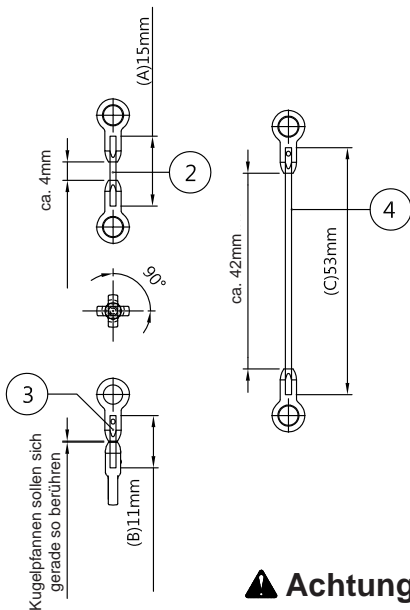 (A)15mm
ca. 4mm
2
90°
3
(B)11mm
Kugelpfannen sollen sich
gerade so berühren
ca. 42mm
(C)53mm
4
Achtung